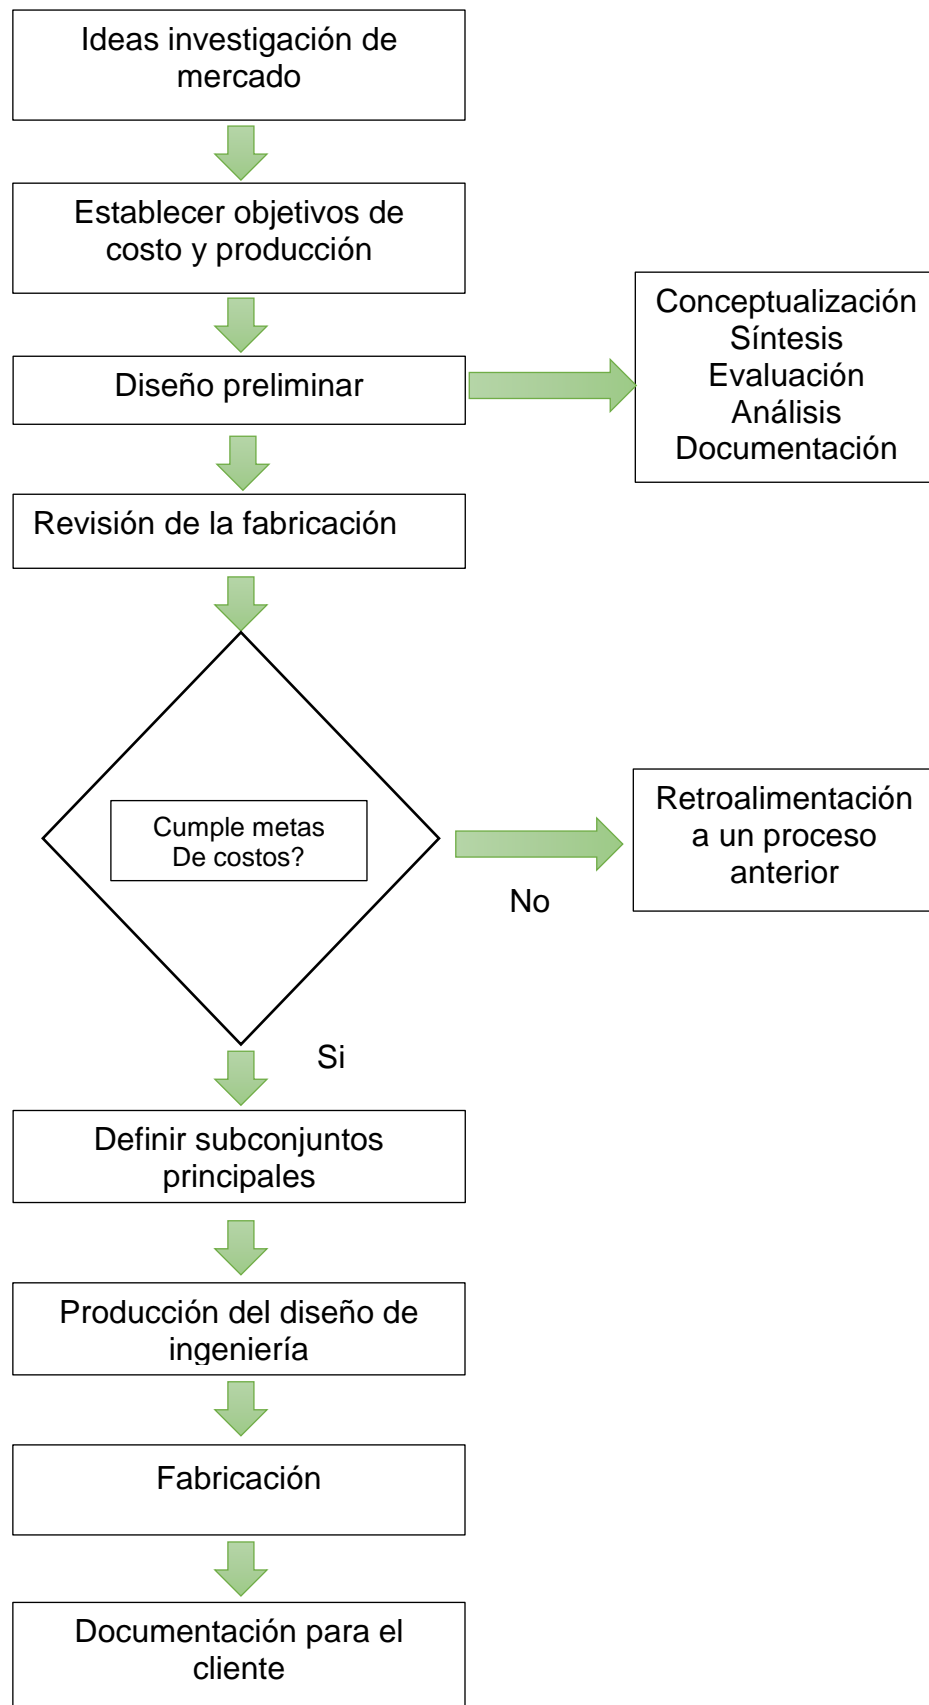 Ideas investigación de
mercado
Establecer objetivos de
costo y producción
Diseño preliminar
Conceptualización
Síntesis
Evaluación
Análisis
Documentación
Revisión de la fabricación
Cumple metas
De costos?
No
Retroalimentación
a un proceso
anterior
Si
Definir subconjuntos
principales
Producción del diseño de
ingeniería
Fabricación
Documentación para el
cliente